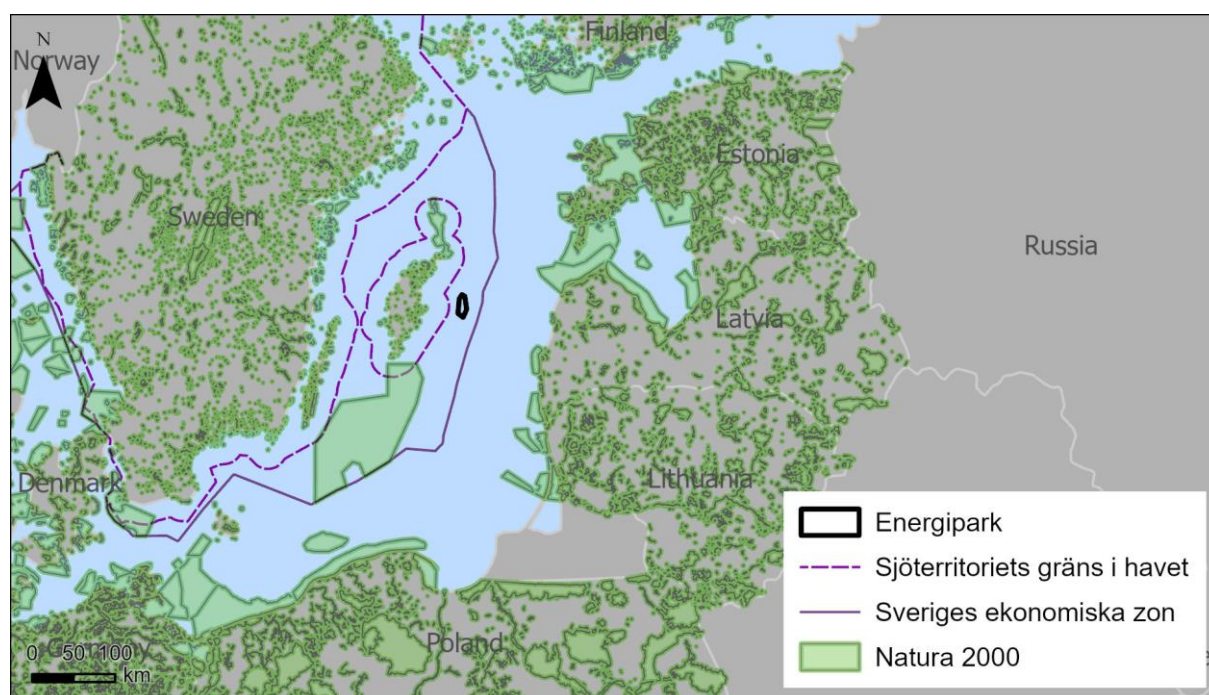 Finland
N
Norway
Estonia
Sweden
Russia
Latvia
Denmark
Lithuania
Energipark
Sjöterritoriets gräns i havet
Sveriges ekonomiska zon
Natura 2000
Poland
Germany
0 50 100
km